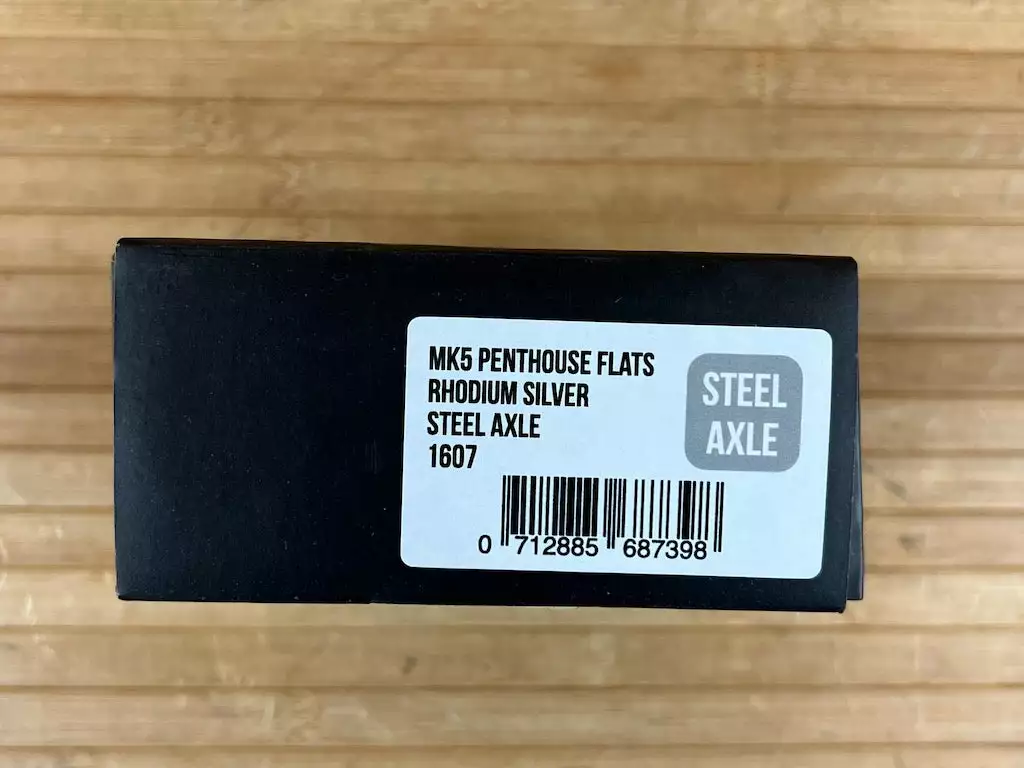 MK5 PENTHOUSE FLATS
RHODIUM SILVER
STEEL AXLE
1607
STEEL
AXLE
0 712885 687398